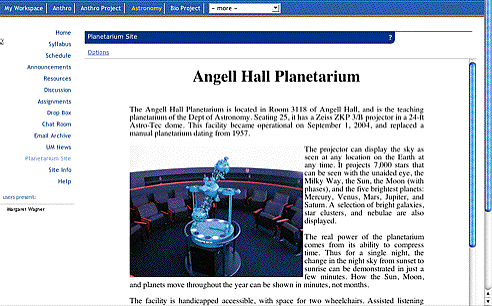 My Workspace Anthro Anthro Project Astronomy Bio Project - more -
Home
Syllabus
Schedule
Announcements
Resources
Discussion
Assignments
Drop Box
Chat Room
Email Archive
UM News
Planetarium Site
Site Info
Help
users present:
Margaret Wagner
Planetarium Site ?
Options
Angell Hall Planetarium
The Angell Hall Planetarium is located in Room 3118 of Angell Hall, and is the teaching
planetarium of the Dept of Astronomy. Seating 25, it has a Zeiss ZKP 3/B projector in a 24-ft
Astro-Tec dome. This facility became operational on September 1, 2004, and replaced a
manual planetarium dating from 1957.
The projector can display the sky as
seen at any location on the Earth at
any time. It projects 7,000 stars that
can be seen with the unaided eye, the
Milky Way, the Sun, the Moon (with
phases), and the five brightest planets:
Mercury, Venus, Mars, Jupiter, and
Saturn. A selection of bright galaxies,
star clusters, and nebulae are also
displayed.
The real power of the planetarium
comes from its ability to compress
time. Thus for a single night, the
change in the night sky from sunset to
sunrise can be demonstrated in just a
few minutes. How the Sun, Moon,
and planets move throughout the year can be shown in minutes, not months.
The facility is handicapped accessible, with space for two wheelchairs. Assisted listening